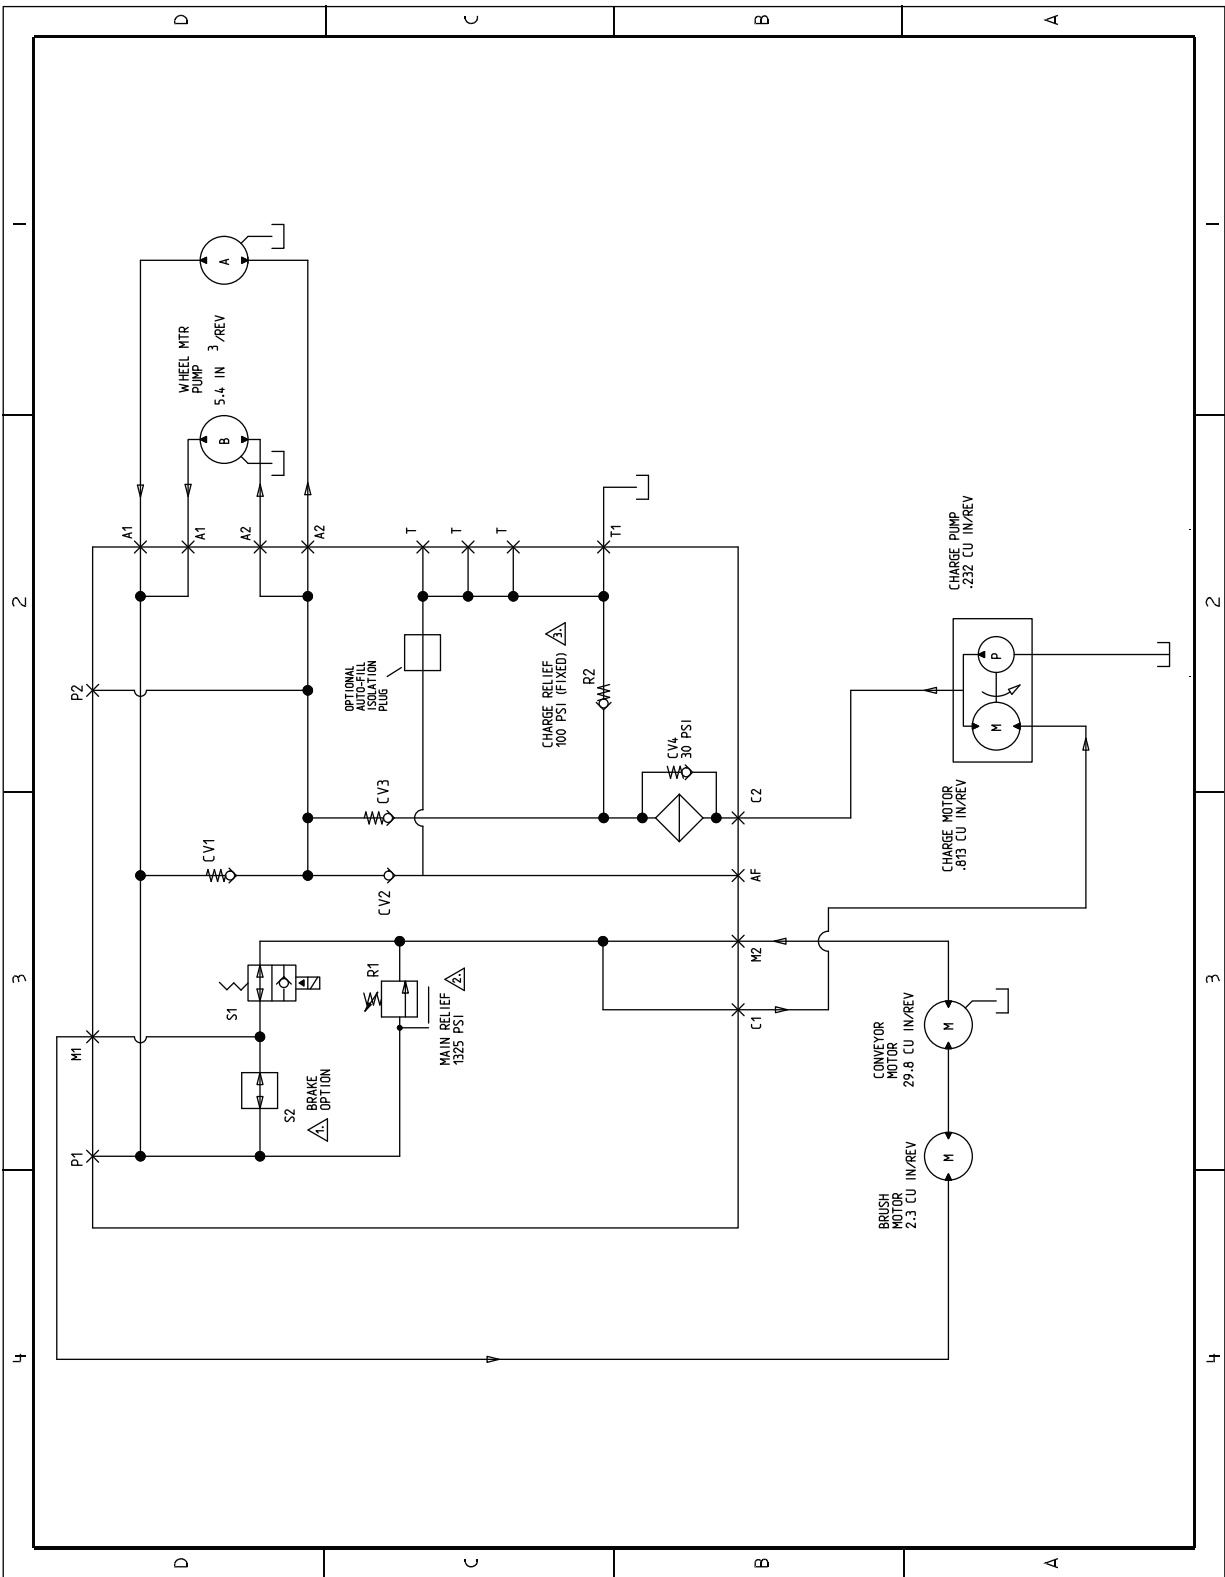 D
C
B
A
1
2
3
4
1
2
3
4
D
C
B
A
WHEEL MTR
PUMP
5.4 IN 3/REV
A
B
A1
A1
A2
A2
T
T
T
T1
P2
OPTIONAL
AUTO-FILL
ISOLATION
PLUG
CHARGE RELIEF
100 PSI (FIXED)
3.
R2
CV4
30 PSI
CV3
CV1
CV2
C2
AF
M2
C1
CHARGE PUMP
.232 CU IN/REV
P
M
CHARGE MOTOR
.813 CU IN/REV
S1
R1
MAIN RELIEF
1325 PSI
2.
M1
S2
1.
BRAKE
OPTION
P1
CONVEYOR
MOTOR
29.8 CU IN/REV
M
BRUSH
MOTOR
2.3 CU IN/REV
M